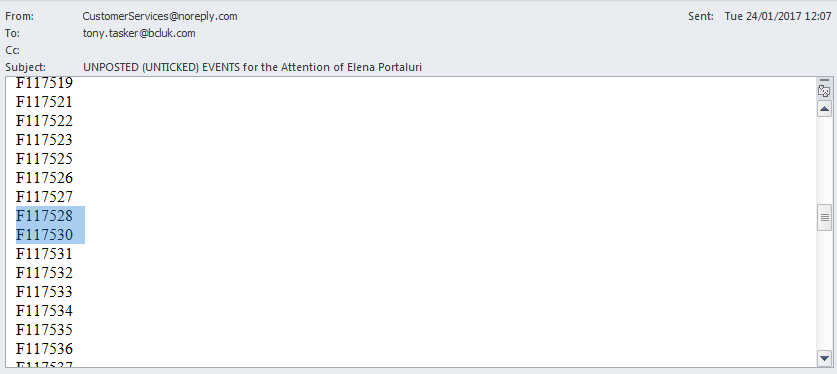 From: CustomerServices@noreply.com Sent: Tue 24/01/2017 12:07
To: tony.tasker@bcluk.com
Cc:
Subject: UNPOSTED (UNTICKED) EVENTS for the Attention of Elena Portaluri
F117519
F117521
F117522
F117523
F117525
F117526
F117527
F117528
F117530
F117531
F117532
F117533
F117534
F117535
F117536
F117537